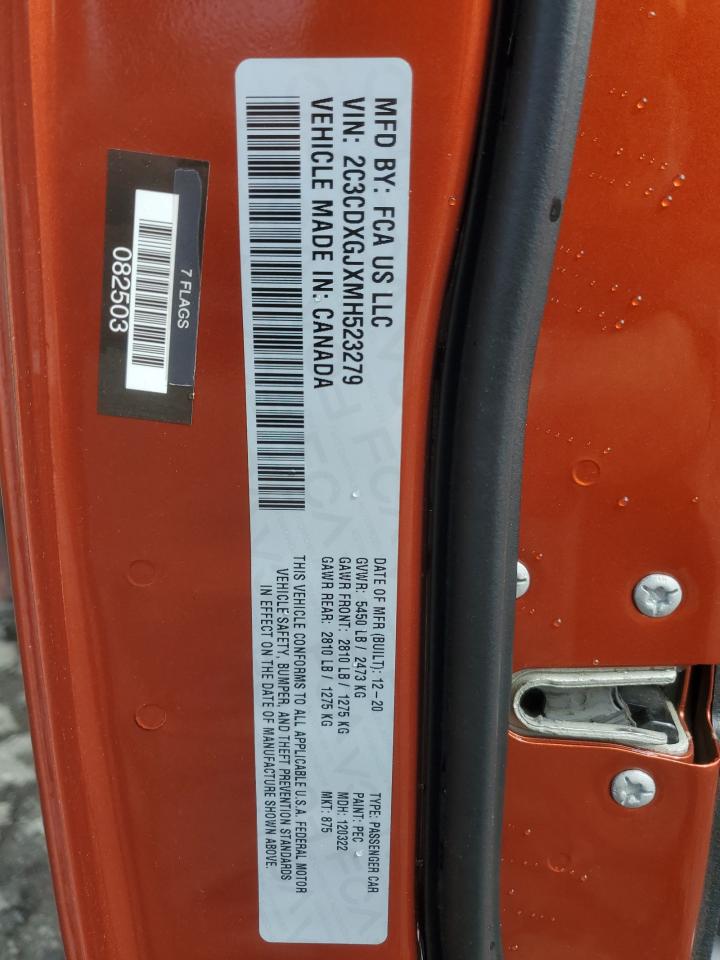 MFD BY: FCA US LLC
VIN: 2C3CDXGJXMH523279
VEHICLE MADE IN: CANADA
DATE OF MFR (BUILT): 12-20
GVWR: 5450 LB / 2473 KG
GAWR FRONT: 2810 LB / 1275 KG
GAWR REAR: 2810 LB / 1275 KG
THIS VEHICLE CONFORMS TO ALL APPLICABLE U.S.A. FEDERAL MOTOR
VEHICLE SAFETY, BUMPER, AND THEFT PREVENTION STANDARDS
IN EFFECT ON THE DATE OF MANUFACTURE SHOWN ABOVE.
TYPE: PASSENGER CAR
PAINT: PEC
MDH: 120322
MKT: 875
7 FLAGS
082503